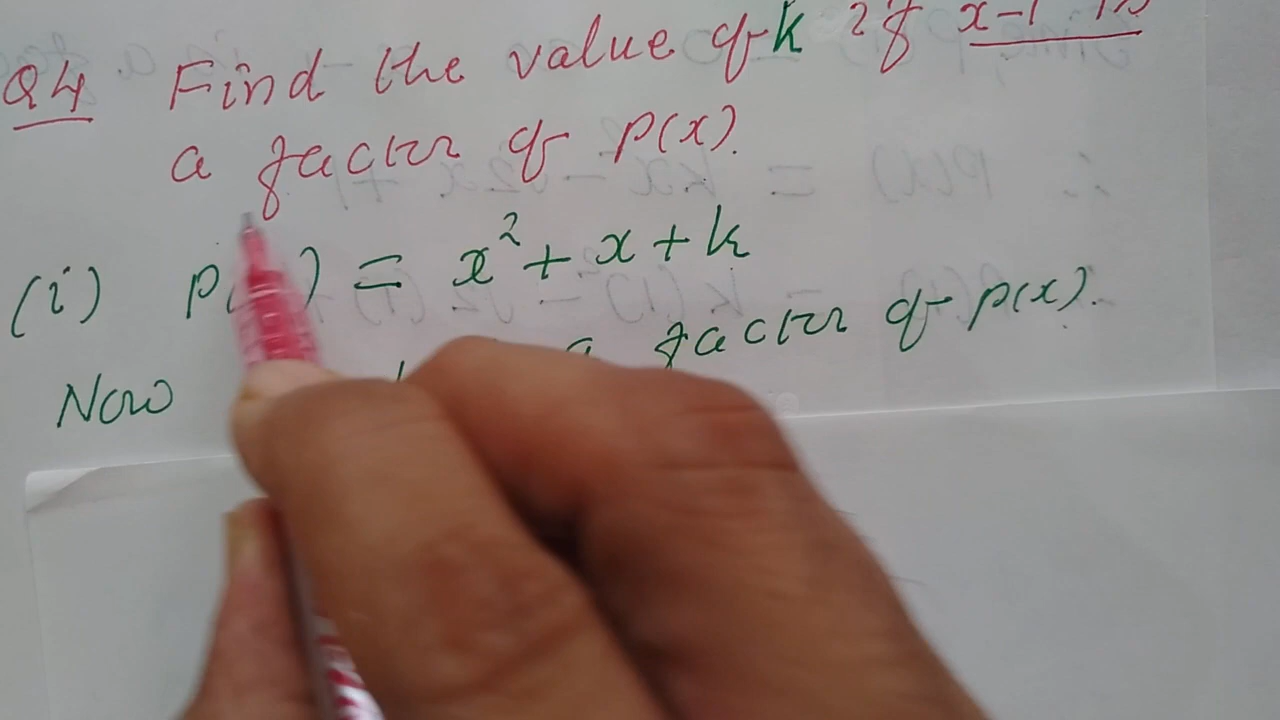 Q4 Find the value of k if x-1 is
a factor of p(x).
(i) p( ) = x² + x + k
Now a factor of p(x).